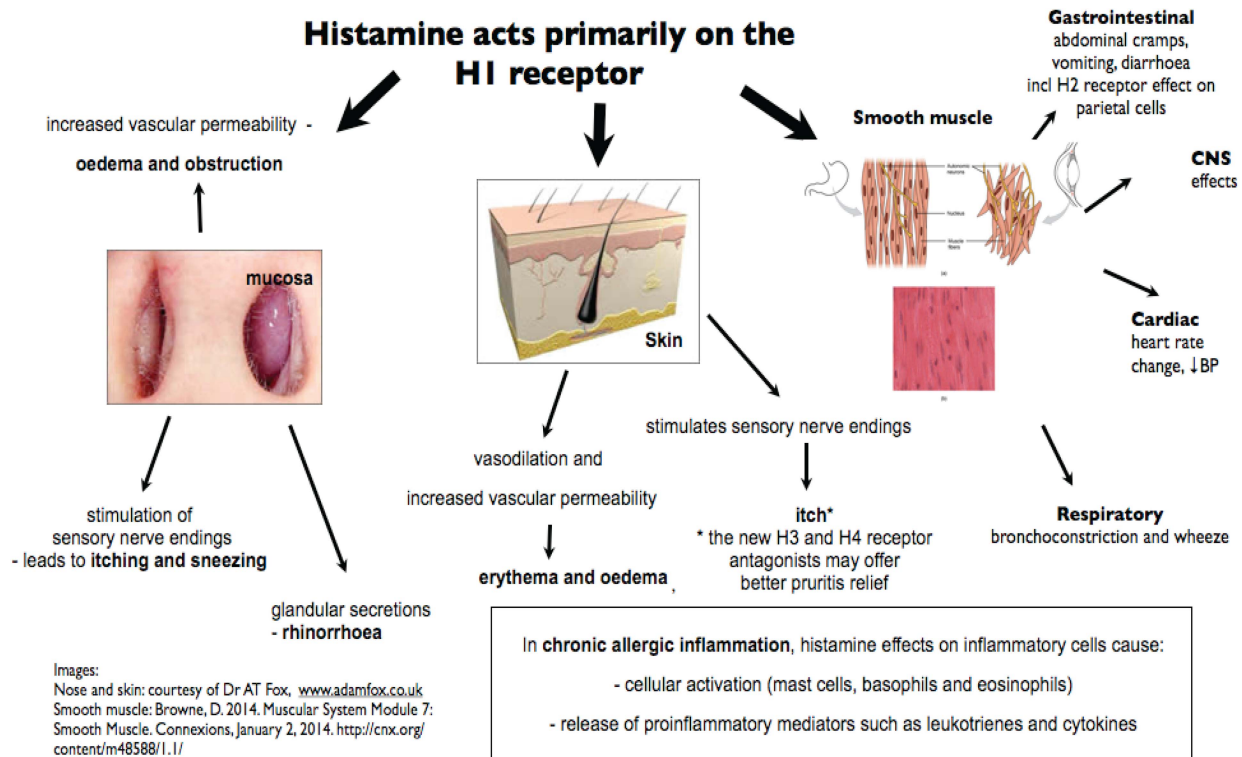 Histamine acts primarily on the
H1 receptor
increased vascular permeability -
oedema and obstruction
mucosa
stimulation of
sensory nerve endings
- leads to itching and sneezing
glandular secretions
- rhinorrhoea
Skin
vasodilation and
increased vascular permeability
erythema and oedema ,
stimulates sensory nerve endings
itch*
* the new H3 and H4 receptor
antagonists may offer
better pruritis relief
Smooth muscle
Autonomic
neurons
Nucleus
Muscle
fibers
(a)
(b)
Gastrointestinal
abdominal cramps,
vomiting, diarrhoea
incl H2 receptor effect on
parietal cells
CNS
effects
Cardiac
heart rate
change, ↓BP
Respiratory
bronchoconstriction and wheeze
In chronic allergic inflammation, histamine effects on inflammatory cells cause:
- cellular activation (mast cells, basophils and eosinophils)
- release of proinflammatory mediators such as leukotrienes and cytokines
Images:
Nose and skin: courtesy of Dr AT Fox, www.adamfox.co.uk
Smooth muscle: Browne, D. 2014. Muscular System Module 7:
Smooth Muscle. Connexions, January 2, 2014. http://cnx.org/
content/m48588/1.1/